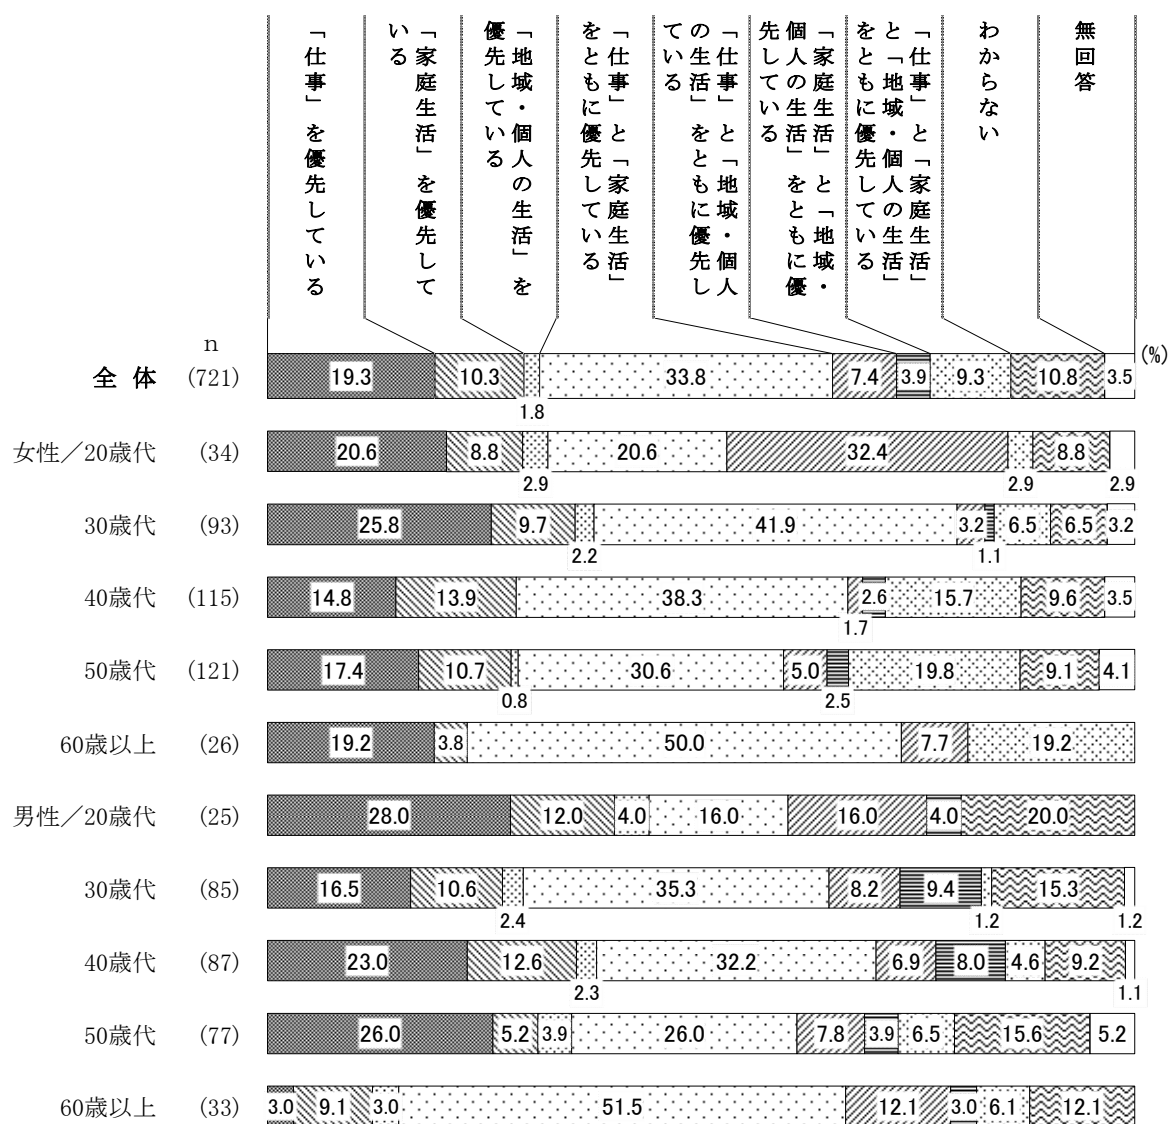 「仕事」を優先している
「家庭生活」を優先して
いる
「地域・個人の生活」を
優先している
「仕事」と「家庭生活」
をともに優先している
「仕事」と「地域・個人
の生活」をともに優先し
ている
「家庭生活」と「地域・
個人の生活」をともに優
先している
「仕事」と「家庭生活」
と「地域・個人の生活」
をともに優先している
わからない
無回答
n
(%)
全 体 (721) 19.3 10.3 33.8 7.4 3.9 9.3 10.8 3.5
1.8
女性／20歳代 (34) 20.6 8.8 20.6 32.4 8.8
2.9 2.9 2.9
30歳代 (93) 25.8 9.7 41.9 3.2 6.5 6.5 3.2
2.2 1.1
40歳代 (115) 14.8 13.9 38.3 2.6 15.7 9.6 3.5
1.7
50歳代 (121) 17.4 10.7 30.6 5.0 19.8 9.1 4.1
0.8 2.5
60歳以上 (26) 19.2 3.8 50.0 7.7 19.2
男性／20歳代 (25) 28.0 12.0 4.0 16.0 16.0 4.0 20.0
30歳代 (85) 16.5 10.6 35.3 8.2 9.4 15.3
2.4 1.2 1.2
40歳代 (87) 23.0 12.6 32.2 6.9 8.0 4.6 9.2
2.3 1.1
50歳代 (77) 26.0 5.2 3.9 26.0 7.8 3.9 6.5 15.6 5.2
60歳以上 (33) 3.0 9.1 3.0 51.5 12.1 3.0 6.1 12.1